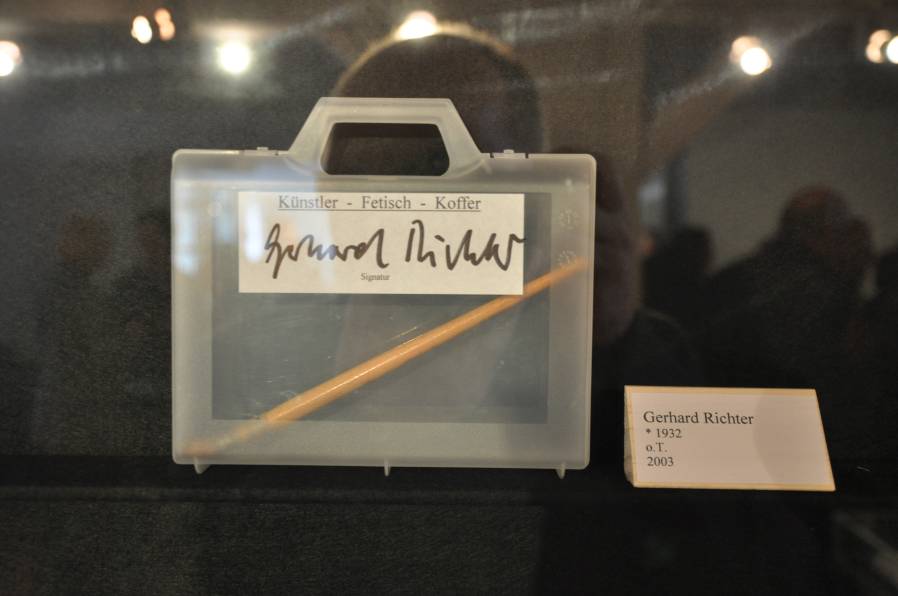 Künstler - Fetisch - Koffer
Gerhard Richter
Signatur
Gerhard Richter
* 1932
o.T.
2003